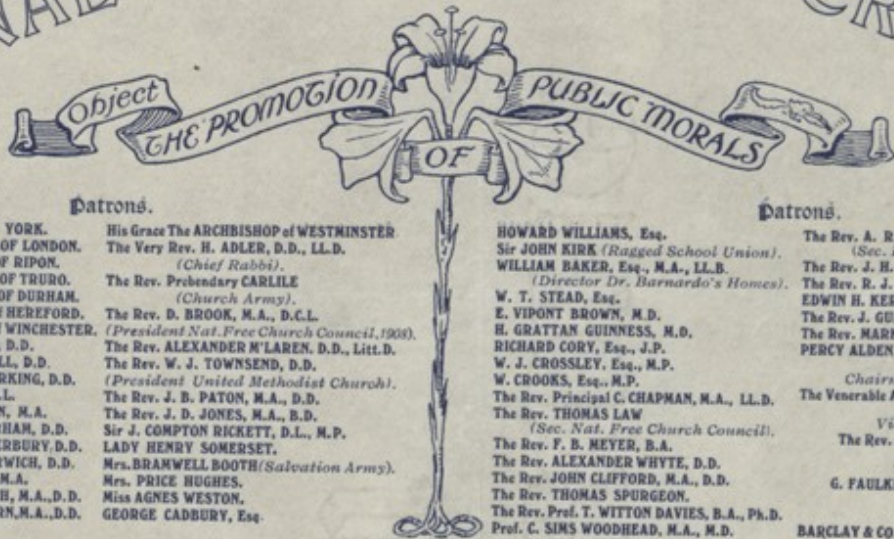 Object
THE PROMOTION
OF
PUBLIC MORALS
Patrons.
YORK.
OF LONDON.
OF RIPON.
OF TRURO.
OF DURHAM.
HEREFORD.
WINCHESTER.
D.D.
LL, D.D.
RKING, D.D.
.L.
N, M.A.
HAM, D.D.
ERBURY, D.D.
RWICH, D.D.
M.A.
H, M.A., D.D.
RN, M.A., D.D.
His Grace The ARCHBISHOP of WESTMINSTER
The Very Rev. H. ADLER, D.D., LL.D.
(Chief Rabbi).
The Rev. Prebendary CARLILE
(Church Army).
The Rev. D. BROOK, M.A., D.C.L.
(President Nat. Free Church Council, 1908).
The Rev. ALEXANDER M'LAREN, D.D., Litt.D.
The Rev. W. J. TOWNSEND, D.D.
(President United Methodist Church).
The Rev. J. B. PATON, M.A., D.D.
The Rev. J. D. JONES, M.A., B.D.
Sir J. COMPTON RICKETT, D.L., M.P.
LADY HENRY SOMERSET.
Mrs. BRAMWELL BOOTH (Salvation Army).
Mrs. PRICE HUGHES.
Miss AGNES WESTON.
GEORGE CADBURY, Esq.
Patrons.
HOWARD WILLIAMS, Esq.
Sir JOHN KIRK (Ragged School Union).
WILLIAM BAKER, Esq., M.A., LL.B.
(Director Dr. Barnardo's Homes).
W. T. STEAD, Esq.
E. VIPONT BROWN, M.D.
H. GRATTAN GUINNESS, M.D.
RICHARD CORY, Esq., J.P.
W. J. CROSSLEY, Esq., M.P.
W. CROOKS, Esq., M.P.
The Rev. Principal C. CHAPMAN, M.A., LL.D.
The Rev. THOMAS LAW
(Sec. Nat. Free Church Council).
The Rev. F. B. MEYER, B.A.
The Rev. ALEXANDER WHYTE, D.D.
The Rev. JOHN CLIFFORD, M.A., D.D.
The Rev. THOMAS SPURGEON.
The Rev. Prof. T. WITTON DAVIES, B.A., Ph.D.
Prof. C. SIMS WOODHEAD, M.A., M.D.
The Rev. A. R
(Sec.
The Rev. J. H
The Rev. R. J.
EDWIN H. KE
The Rev. J. GU
The Rev. MAR
PERCY ALDEN
Chairm
The Venerable A
Vi
The Rev.
G. FAULK
BARCLAY & CO